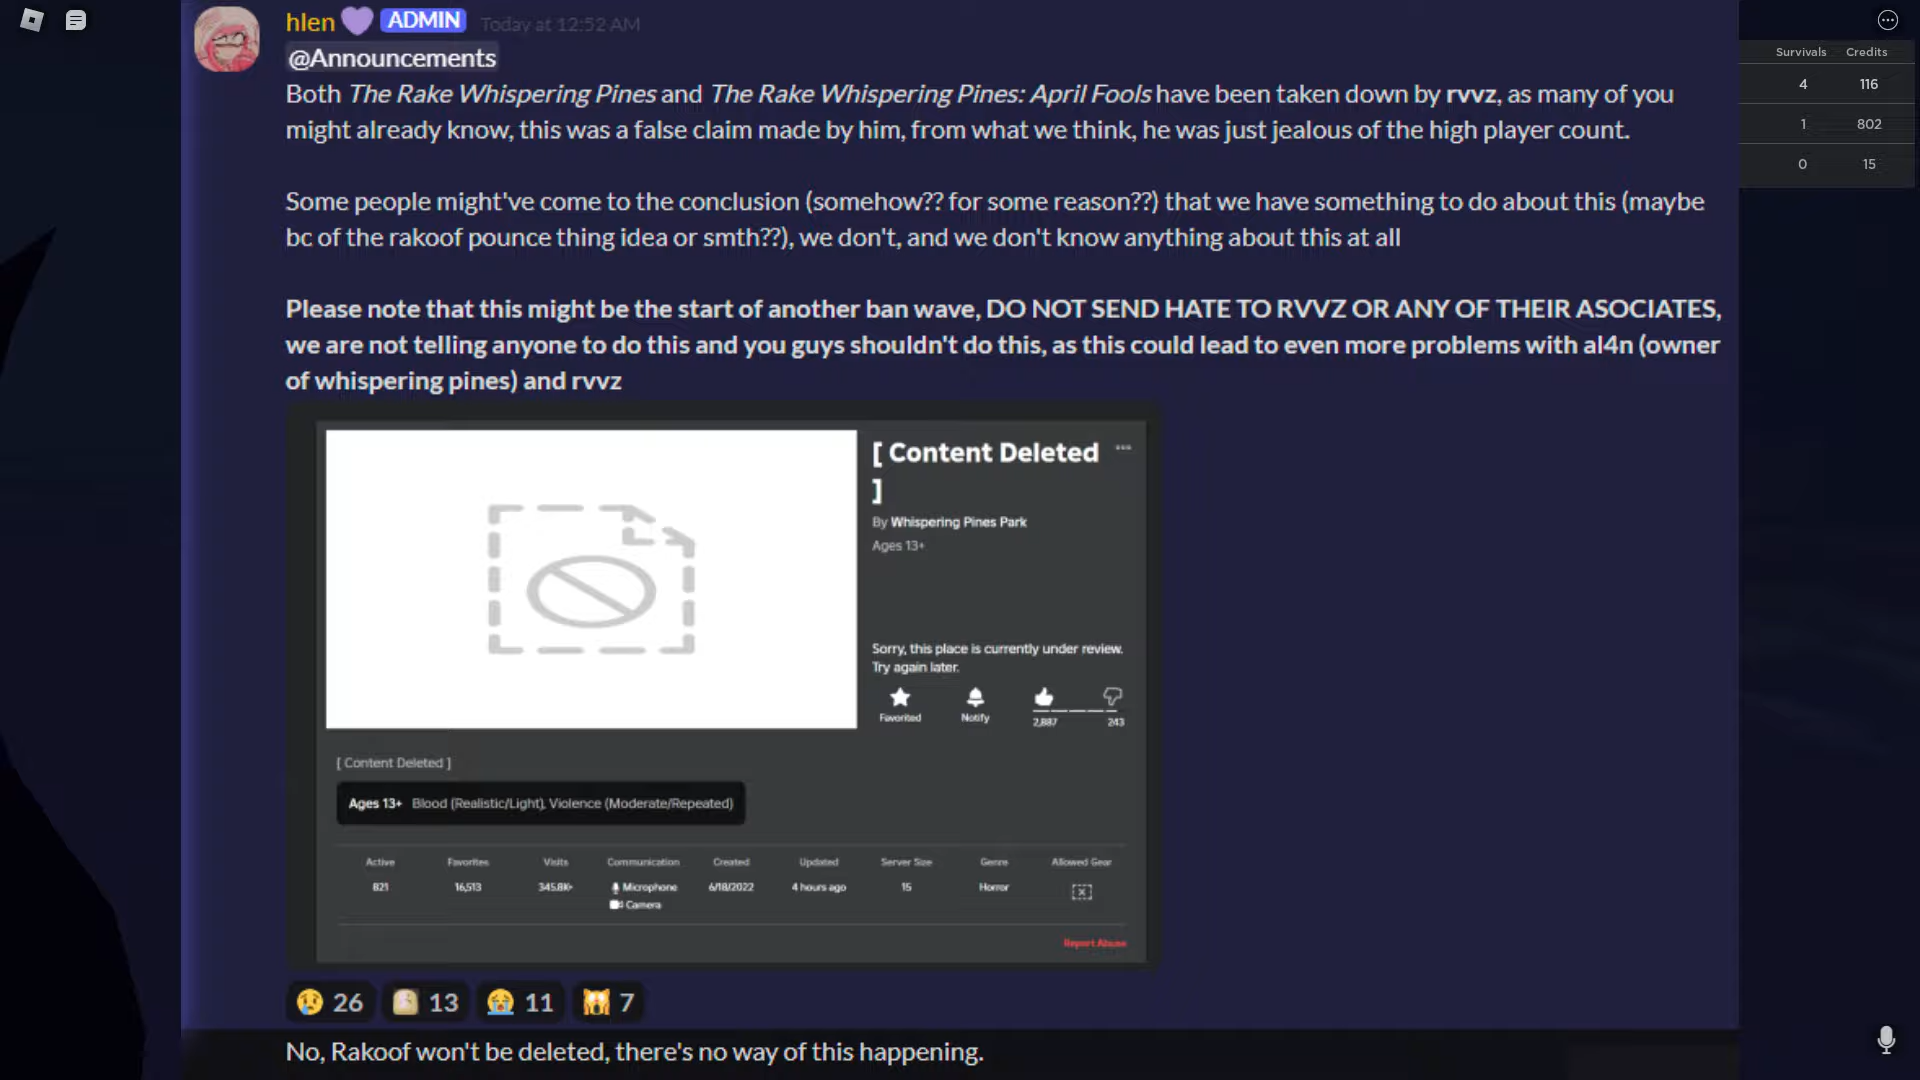 hlen ADMIN Today at 12:52 AM
@Announcements
Both The Rake Whispering Pines and The Rake Whispering Pines: April Fools have been taken down by rvvz, as many of you
might already know, this was a false claim made by him, from what we think, he was just jealous of the high player count.
Some people might've come to the conclusion (somehow?? for some reason??) that we have something to do about this (maybe
bc of the rakoof pounce thing idea or smth??), we don't, and we don't know anything about this at all
Please note that this might be the start of another ban wave, DO NOT SEND HATE TO RVVZ OR ANY OF THEIR ASOCIATES,
we are not telling anyone to do this and you guys shouldn't do this, as this could lead to even more problems with al4n (owner
of whispering pines) and rvvz
[ Content Deleted
]
By Whispering Pines Park
Ages 13+
Sorry, this place is currently under review.
Try again later.
Favorited Notify 2,887 243
[ Content Deleted ]
Ages 13+ Blood (Realistic/Light), Violence (Moderate/Repeated)
Active Favorites Visits Communication Created Updated Server Size Genre Allowed Gear
821 16,513 345.8K+ Microphone 6/18/2022 4 hours ago 15 Horror
Camera
Report Abuse
26 13 11 7
No, Rakoof won't be deleted, there's no way of this happening.
Survivals Credits
4 116
1 802
0 15